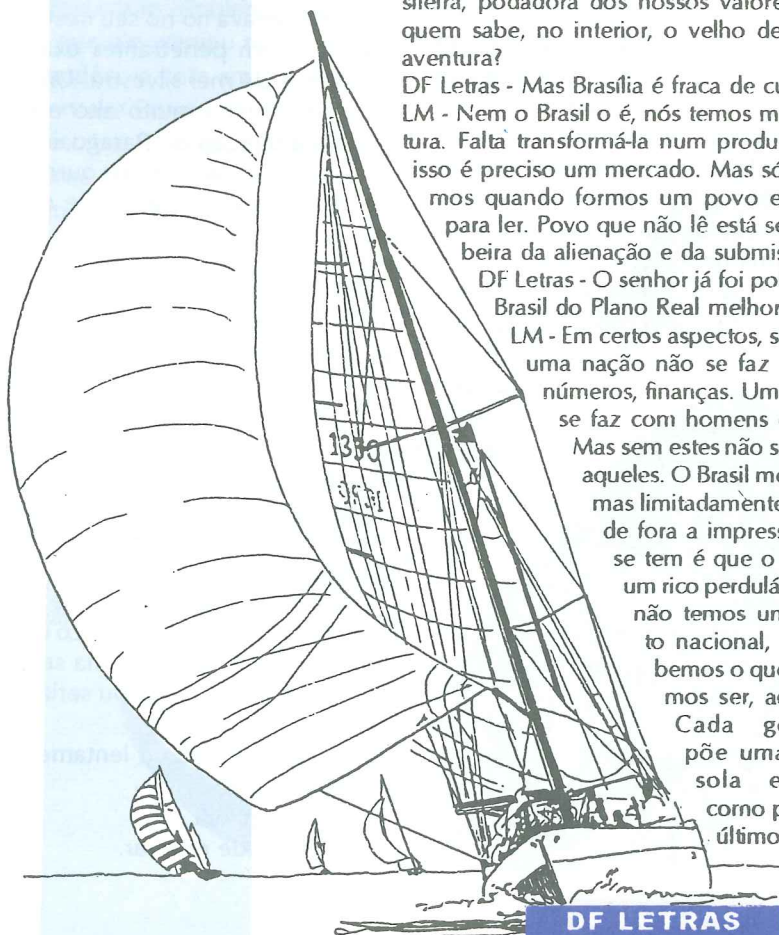 sileira, podadora dos nossos valores
quem sabe, no interior, o velho de
aventura?
DF Letras - Mas Brasília é fraca de cu
LM - Nem o Brasil o é, nós temos m
tura. Falta transformá-la num produ
isso é preciso um mercado. Mas só
mos quando formos um povo e
para ler. Povo que não lê está se
beira da alienação e da submis
DF Letras - O senhor já foi po
Brasil do Plano Real melhor
LM - Em certos aspectos, s
uma nação não se faz
números, finanças. Um
se faz com homens
Mas sem estes não s
aqueles. O Brasil me
mas limitadamente
de fora a impress
se tem é que o
um rico perdulá
não temos un
to nacional,
bemos o que
mos ser, a
Cada g
põe uma
sola e
como p
último
1330
DF LETRAS